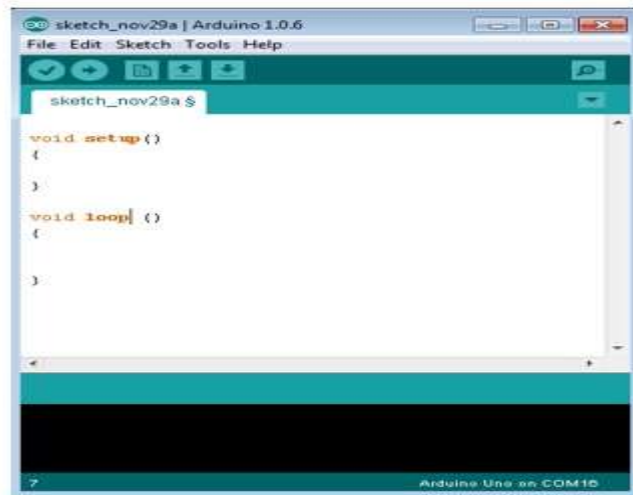 sketch_nov29a | Arduino 1.0.6
File Edit Sketch Tools Help
sketch_nov29a §
void setup()
{
}
void loop ()
{
}
7 Arduino Uno on COM16